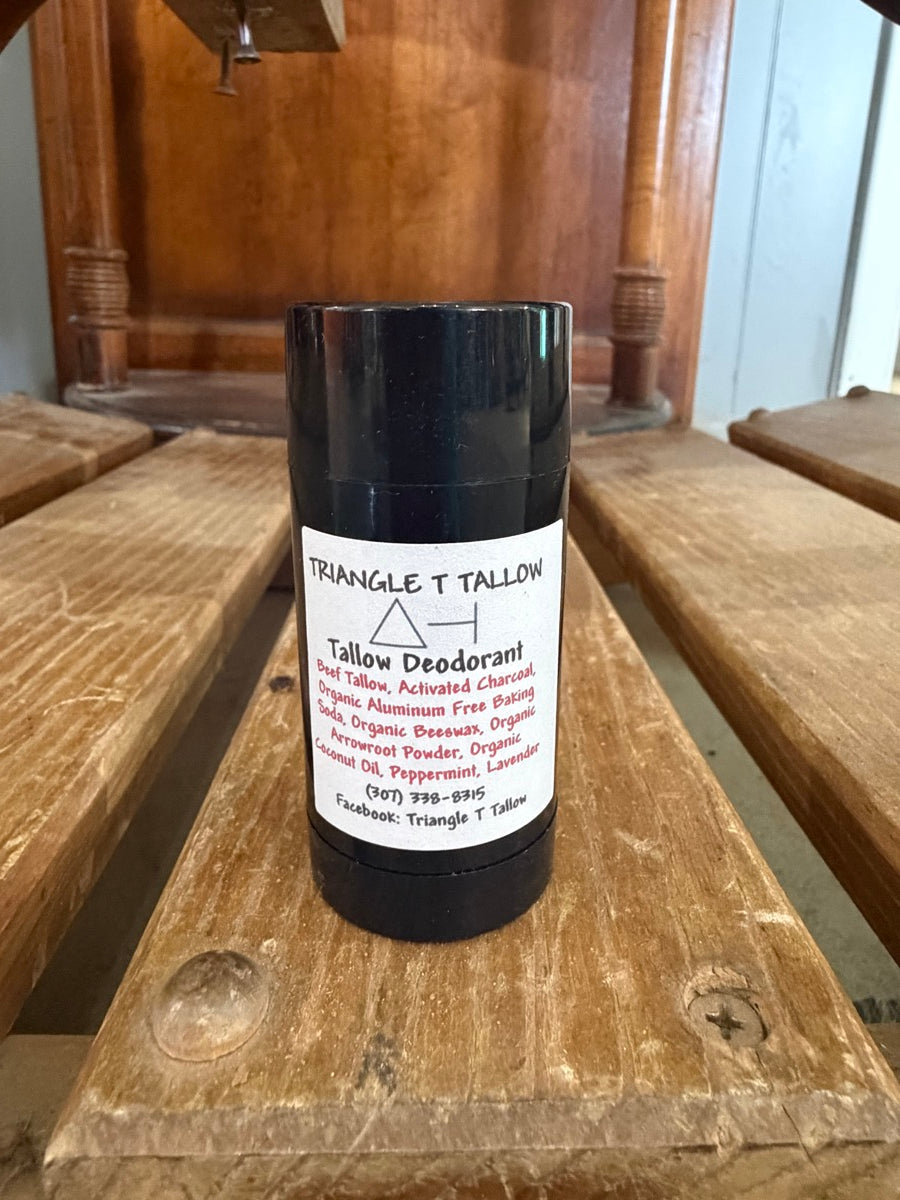 TRIANGLE T TALLOW
Tallow Deodorant
Beef Tallow, Activated Charcoal,
Organic Aluminum Free Baking
Soda, Organic Beeswax, Organic
Arrowroot Powder, Organic
Coconut Oil, Peppermint, Lavender
(307) 338-8315
Facebook: Triangle T Tallow